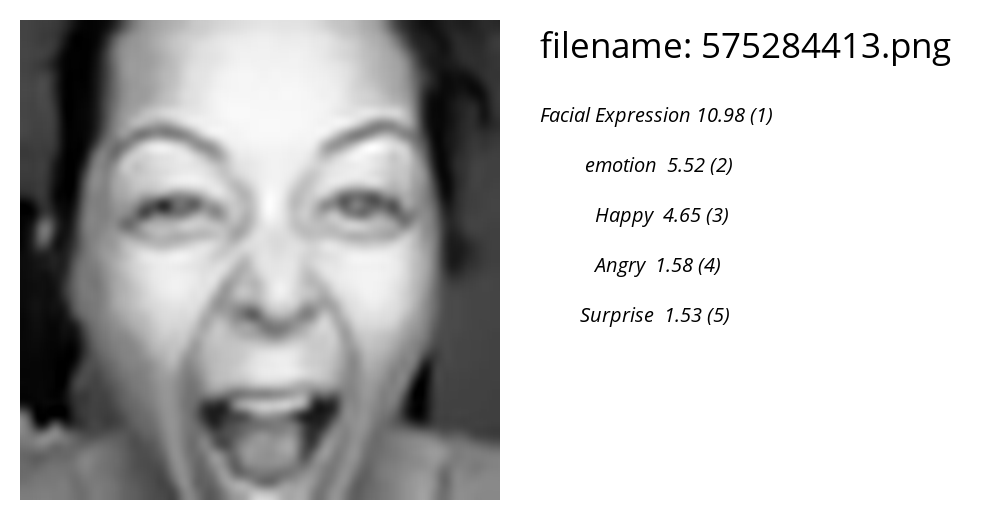 filename: 575284413.png
Facial Expression 10.98 (1)
emotion 5.52 (2)
Happy 4.65 (3)
Angry 1.58 (4)
Surprise 1.53 (5)